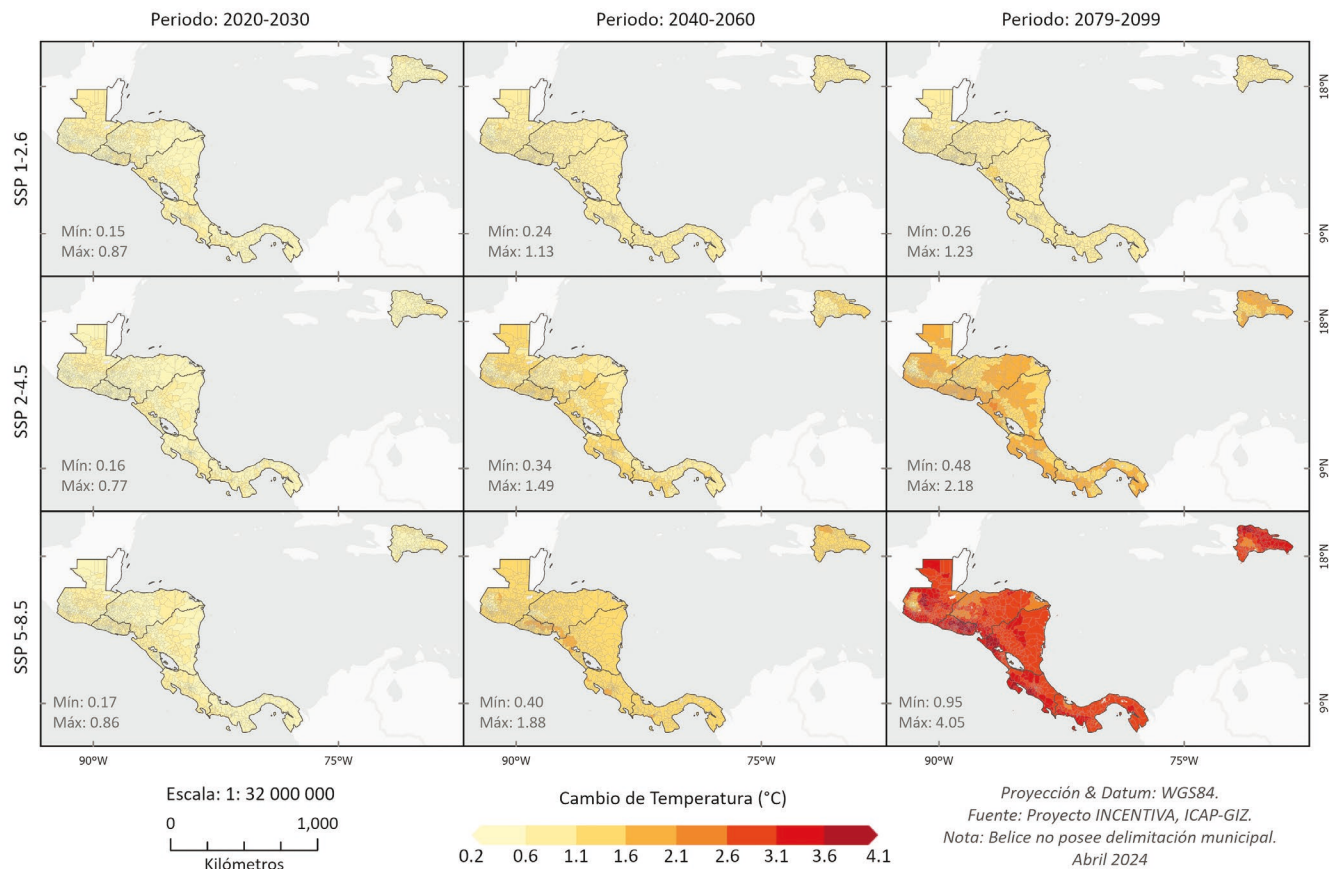 Periodo: 2020-2030
Periodo: 2040-2060
Periodo: 2079-2099
SSP 1-2.6
Mín: 0.15
Máx: 0.87
Mín: 0.24
Máx: 1.13
Mín: 0.26
Máx: 1.23
18°N
9°N
SSP 2-4.5
Mín: 0.16
Máx: 0.77
Mín: 0.34
Máx: 1.49
Mín: 0.48
Máx: 2.18
18°N
9°N
SSP 5-8.5
Mín: 0.17
Máx: 0.86
Mín: 0.40
Máx: 1.88
Mín: 0.95
Máx: 4.05
18°N
9°N
90°W 75°W 90°W 75°W 90°W 75°W
Escala: 1: 32 000 000
0 1,000
Kilómetros
Cambio de Temperatura (°C)
0.2 0.6 1.1 1.6 2.1 2.6 3.1 3.6 4.1
Proyección & Datum: WGS84.
Fuente: Proyecto INCENTIVA, ICAP-GIZ.
Nota: Belice no posee delimitación municipal.
Abril 2024